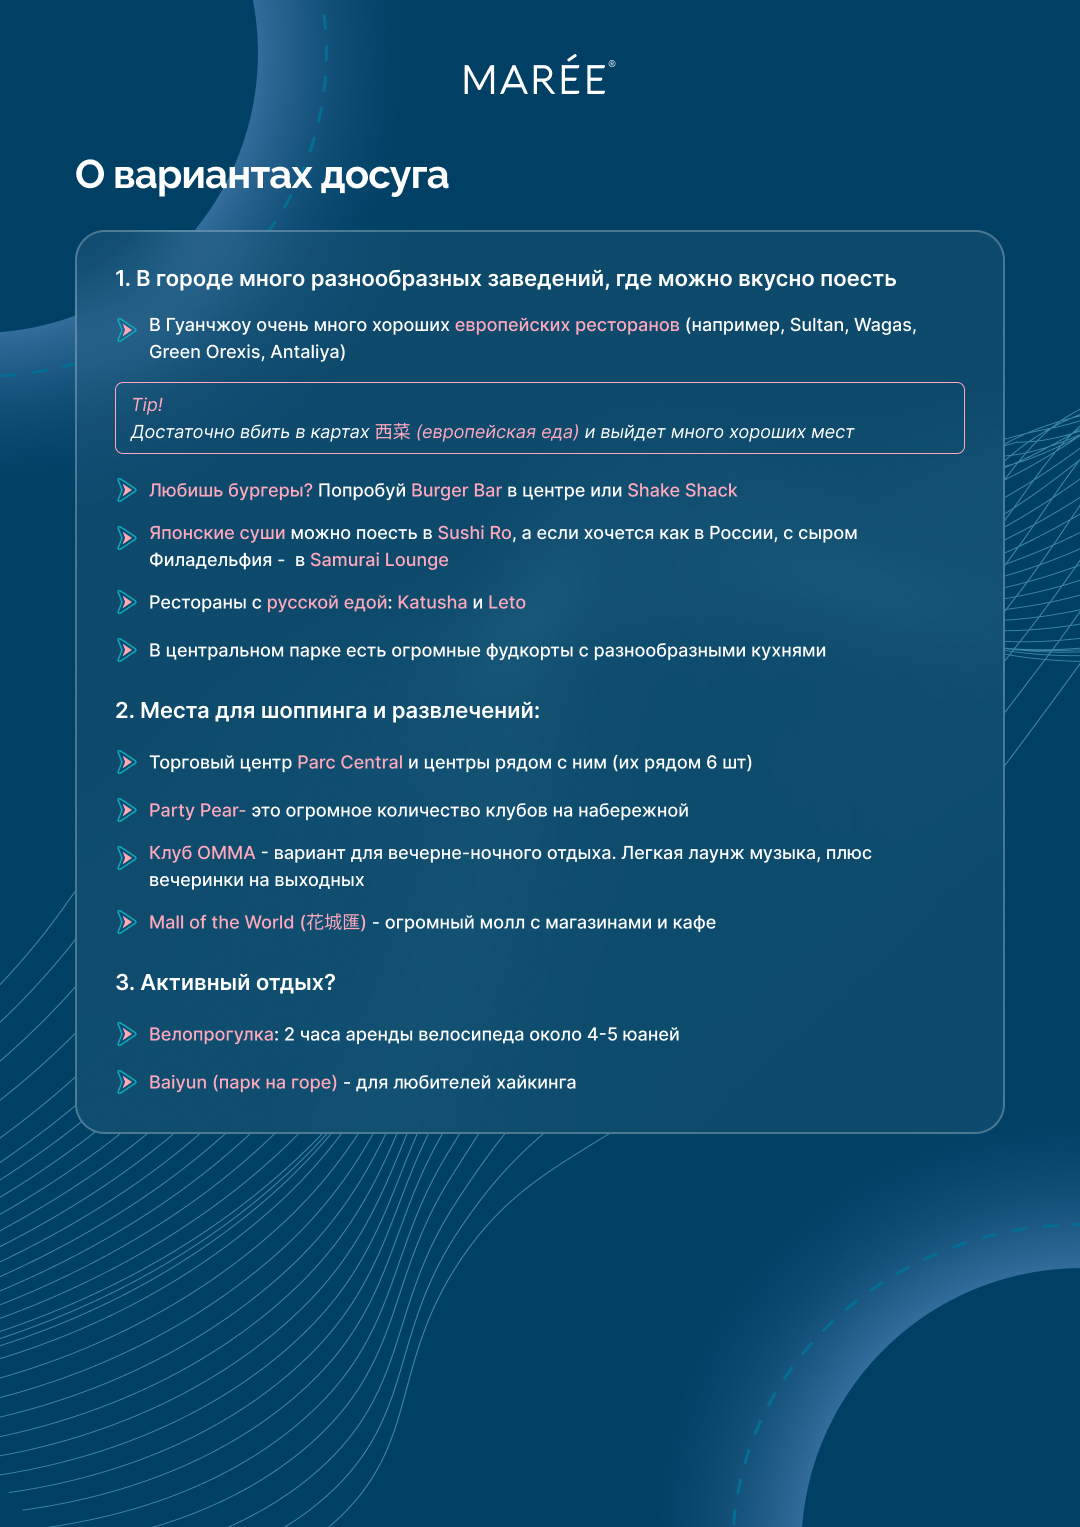 MARÉE®
О вариантах досуга
1. В городе много разнообразных заведений, где можно вкусно поесть
В Гуанчжоу очень много хороших европейских ресторанов (например, Sultan, Wagas,
Green Orexis, Antaliya)
Tip!
Достаточно вбить в картах 西菜 (европейская еда) и выйдет много хороших мест
Любишь бургеры? Попробуй Burger Bar в центре или Shake Shack
Японские суши можно поесть в Sushi Ro, а если хочется как в России, с сыром
Филадельфия -  в Samurai Lounge
Рестораны с русской едой: Katusha и Leto
В центральном парке есть огромные фудкорты с разнообразными кухнями
2. Места для шоппинга и развлечений:
Торговый центр Parc Central и центры рядом с ним (их рядом 6 шт)
Party Pear- это огромное количество клубов на набережной
Клуб OMMA - вариант для вечерне-ночного отдыха. Легкая лаунж музыка, плюс
вечеринки на выходных
Mall of the World (花城匯) - огромный молл с магазинами и кафе
3. Активный отдых?
Велопрогулка: 2 часа аренды велосипеда около 4-5 юаней
Baiyun (парк на горе) - для любителей хайкинга